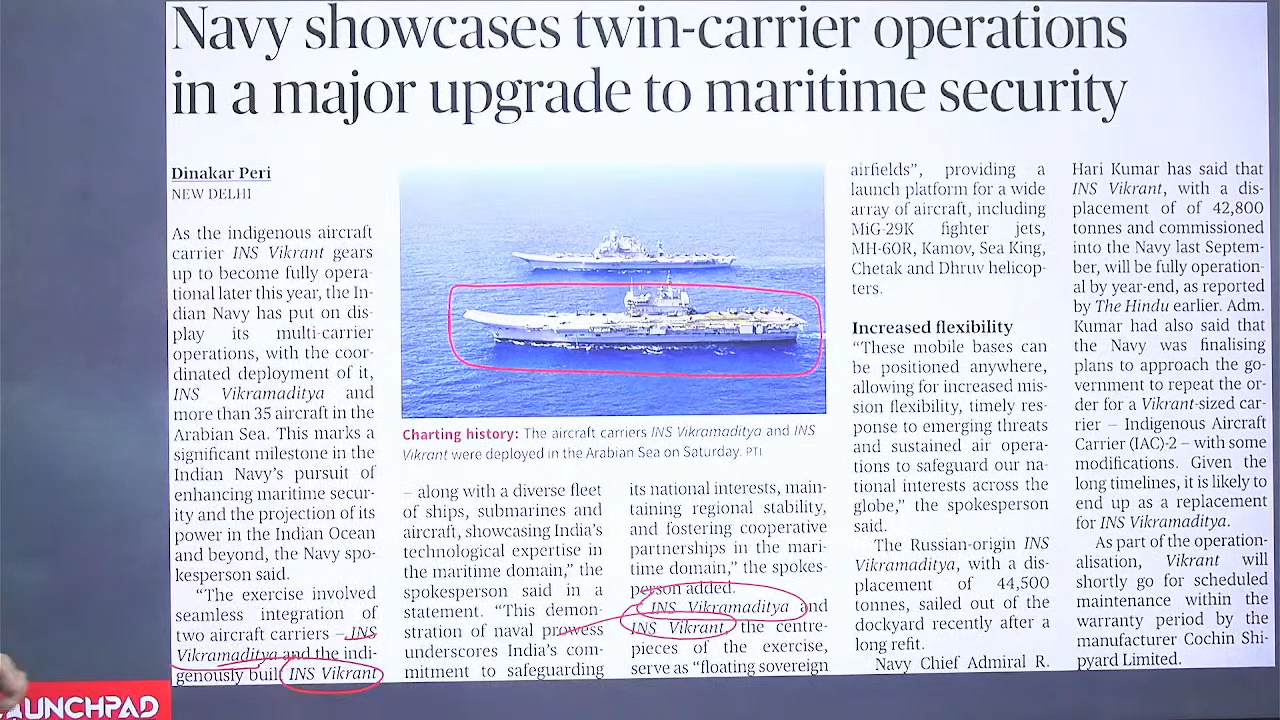 Navy showcases twin-carrier operations
in a major upgrade to maritime security
Dinakar Peri
NEW DELHI
As the indigenous aircraft
carrier INS Vikrant gears
up to become fully opera-
tional later this year, the In-
dian Navy has put on dis-
play its multi-carrier
operations, with the coor-
dinated deployment of it,
INS Vikramaditya and
more than 35 aircraft in the
Arabian Sea. This marks a
significant milestone in the
Indian Navy's pursuit of
enhancing maritime secur-
ity and the projection of its
power in the Indian Ocean
and beyond, the Navy spo-
kesperson said.
"The exercise involved
seamless integration of
two aircraft carriers – INS
Vikramaditya and the indi-
genously built INS Vikrant
Charting history: The aircraft carriers INS Vikramaditya and INS
Vikrant were deployed in the Arabian Sea on Saturday. PTI
– along with a diverse fleet
of ships, submarines and
aircraft, showcasing India's
technological expertise in
the maritime domain," the
spokesperson said in a
statement. "This demon-
stration of naval prowess
underscores India's com-
mitment to safeguarding
its national interests, main-
taining regional stability,
and fostering cooperative
partnerships in the mari-
time domain," the spokes-
person added.
INS Vikramaditya and
INS Vikrant, the centre-
pieces of the exercise,
serve as "floating sovereign
airfields", providing a
launch platform for a wide
array of aircraft, including
MiG-29K fighter jets,
MH-60R, Kamov, Sea King,
Chetak and Dhruv helicop-
ters.
Increased flexibility
"These mobile bases can
be positioned anywhere,
allowing for increased mis-
sion flexibility, timely res-
ponse to emerging threats
and sustained air opera-
tions to safeguard our na-
tional interests across the
globe," the spokesperson
said.
The Russian-origin INS
Vikramaditya, with a dis-
placement of 44,500
tonnes, sailed out of the
dockyard recently after a
long refit.
Navy Chief Admiral R.
Hari Kumar has said that
INS Vikrant, with a dis-
placement of of 42,800
tonnes and commissioned
into the Navy last Septem-
ber, will be fully operation-
al by year-end, as reported
by The Hindu earlier. Adm.
Kumar had also said that
the Navy was finalising
plans to approach the go-
vernment to repeat the or-
der for a Vikrant-sized car-
rier – Indigenous Aircraft
Carrier (IAC)-2 – with some
modifications. Given the
long timelines, it is likely to
end up as a replacement
for INS Vikramaditya.
As part of the operation-
alisation, Vikrant will
shortly go for scheduled
maintenance within the
warranty period by the
manufacturer Cochin Shi-
pyard Limited.
LAUNCHPAD